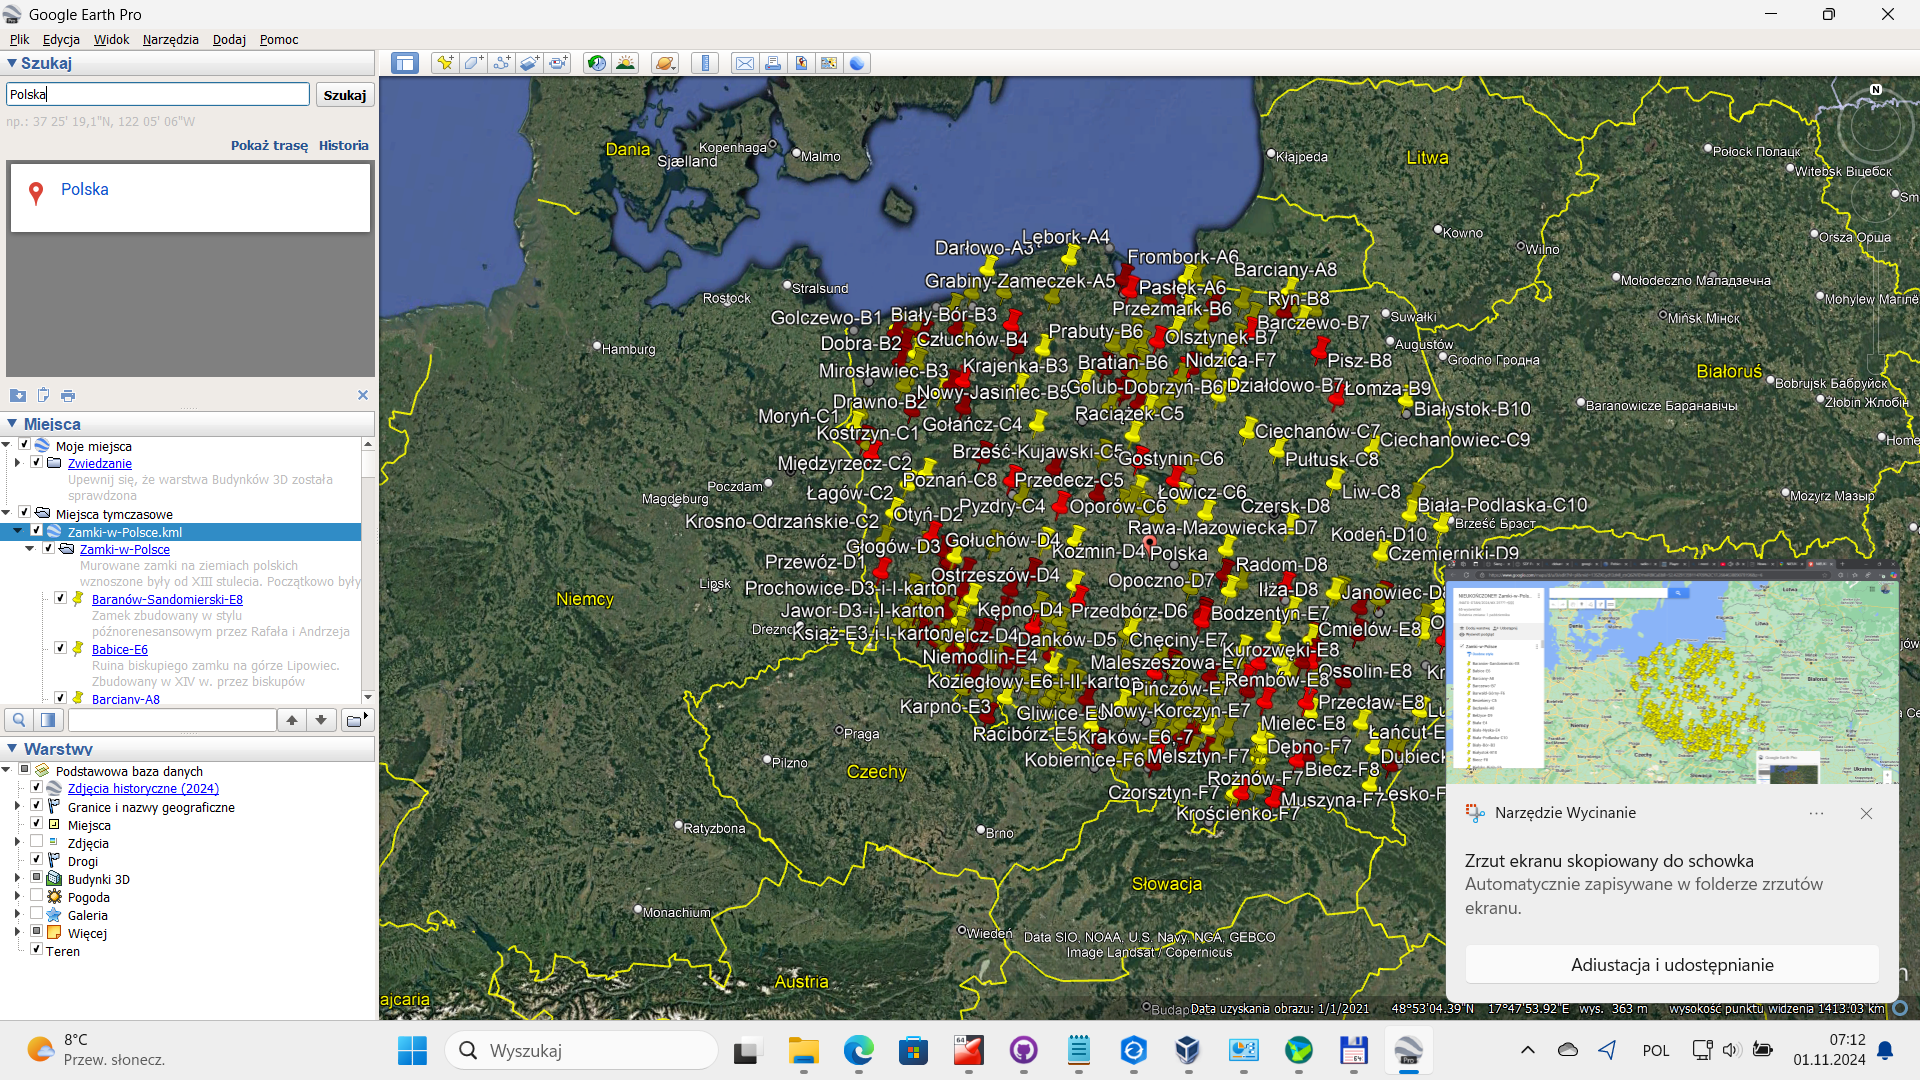 Google Earth Pro
Plik Edycja Widok Narzędzia Dodaj Pomoc
Szukaj
Polska
Szukaj
np.: 37 25' 19,1"N, 122 05' 06"W
Pokaż trasę Historia
Polska
Miejsca
Moje miejsca
Zwiedzanie
Upewnij się, że warstwa Budynków 3D została
sprawdzona
Miejsca tymczasowe
Zamki-w-Polsce.kml
Zamki-w-Polsce
Murowane zamki na ziemiach polskich
wznoszone były od XIII stulecia. Początkowo były
Baranów-Sandomierski-E8
Zamek zbudowany w stylu
późnorenesansowym przez Rafała i Andrzeja
Babice-E6
Ruina biskupiego zamku na górze Lipowiec.
Zbudowany w XIV w. przez biskupów
Barciany-A8
Warstwy
Podstawowa baza danych
Zdjęcia historyczne (2024)
Granice i nazwy geograficzne
Miejsca
Zdjęcia
Drogi
Budynki 3D
Pogoda
Galeria
Więcej
Teren
N
Dania
Kopenhaga
Sjælland
Malmo
Kłajpeda
Litwa
Połock Полацк
Witebsk Віцебск
Kowno
Wilno
Orsza Орша
Lębork-A4
Darłowo-A3
Frombork-A6
Barciany-A8
Mołodeczno Маладзечна
Stralsund
Rostock
Grabiny-Zameczek-A5
Pasłęk-A6
Ryn-B8
Mińsk Мінск
Golczewo-B1
Biały-Bór-B3
Przezmark-B6
Barczewo-B7
Suwałki
Hamburg
Dobra-B2
Człuchów-B4
Prabuty-B6
Olsztynek-B7
Augustów
Grodno Гродна
Mirosławiec-B3
Krajenka-B3
Bratian-B6
Nidzica-F7
Pisz-B8
Białoruś
Bobrujsk Бабруйск
Drawno-B2
Nowy-Jasiniec-B5
Golub-Dobrzyń-B6
Działdowo-B7
Łomza-B9
Baranowicze Баранавічы
Żłobin Жлобін
Moryń-C1
Gołańcz-C4
Raciążek-C5
Białystok-B10
Kostrzyn-C1
Ciechanów-C7
Ciechanowiec-C9
Międzyrzecz-C2
Brześć-Kujawski-C5
Gostynin-C6
Pułtusk-C8
Poczdam
Poznań-C8
Przedecz-C5
Magdeburg
Łagów-C2
Pyzdry-C4
Oporów-C6
Łowicz-C6
Czersk-D8
Liw-C8
Biała-Podlaska-C10
Mozyrz Мазыр
Krosno-Odrzańskie-C2
Otyń-D2
Rawa-Mazowiecka-D7
Kodeń-D10
Brześć Брэст
Głogów-D3
Gołuchów-D4
Koźmin-D4
Polska
Czemierniki-D9
Przewóz-D1
Ostrzeszów-D4
Opoczno-D7
Radom-D8
Lipsk
Prochowice-D3-i-I-karton
Iłża-D8
Niemcy
Jawor-D3-i-I-karton
Kępno-D4
Przedbórz-D6
Bodzentyn-E7
Drezno
Książ-E3-i-I-karton
Jelcz-D4
Danków-D5
Chęciny-E7
Ćmielów-E8
Niemodlin-E4
Maleszeszowa-E7
Kurozwęki-E8
Ossolin-E8
Koziegłowy-E6-i-II-karton
Pińczów-E7
Rembów-E8
Karpno-E3
Przecław-E8
Nowy-Korczyn-E7
Mielec-E8
Praga
Racibórz-E5
Kraków-E6,-7
Pilzno
Czechy
Kobiernice-F6
Melsztyn-F7
Dębno-F7
Rożnów-F7
Biecz-F8
Czorsztyn-F7
Muszyna-F7
Krościenko-F7
Ratyzbona
Brno
Słowacja
Monachium
Wiedeń
Austria
ajcaria
Data SIO, NOAA, U.S. Navy, NGA, GEBCO
Image Landsat / Copernicus
Data uzyskania obrazu: 1/1/2021 48°53'04.39"N 17°47'53.92"E wys. 363 m wysokość punktu widzenia 1413.03 km
Narzędzie Wycinanie
Zrzut ekranu skopiowany do schowka
Automatycznie zapisywane w folderze zrzutów
ekranu.
Adiustacja i udostępnianie
8°C
Przew. słonecz.
Wyszukaj
POL
07:12
01.11.2024